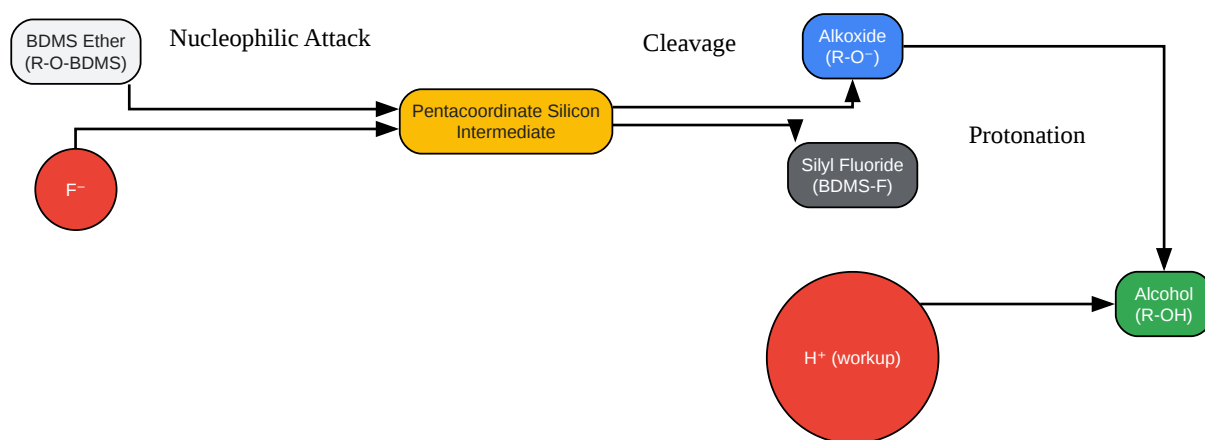 BDMS Ether
(R-O-BDMS)
Nucleophilic Attack
F⁻
Pentacoordinate Silicon
Intermediate
Cleavage
Alkoxide
(R-O⁻)
Silyl Fluoride
(BDMS-F)
Protonation
H⁺ (workup)
Alcohol
(R-OH)